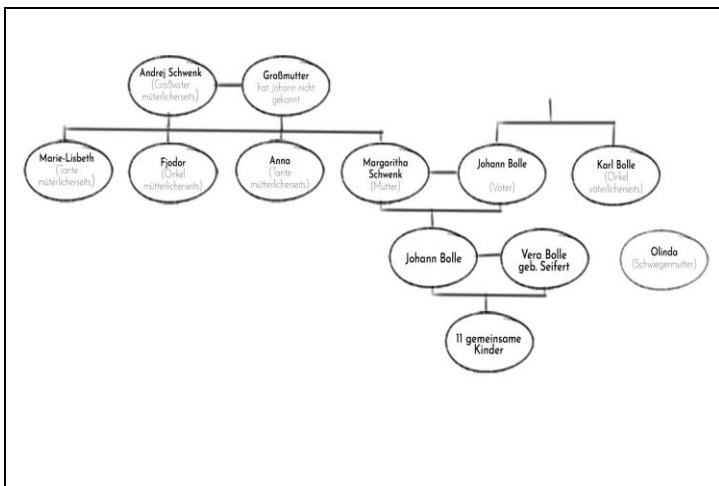 Andrej Schwenk
(Großvater
müterlicherseits)
Großmutter
hat Johann nicht
gekannt
Marie-Lisbeth
(Tante
müterlicherseits)
Fjodor
(Onkel
mütterlicherseits)
Anna
(Tante
mütterlicherseits)
Margaritha
Schwenk
(Mutter)
Johann Bolle
(Vater)
Karl Bolle
(Onkel
väterlicherseits)
Johann Bolle
Vera Bolle
geb. Seifert
Olinda
(Schwiegermutter)
11 gemeinsame
Kinder